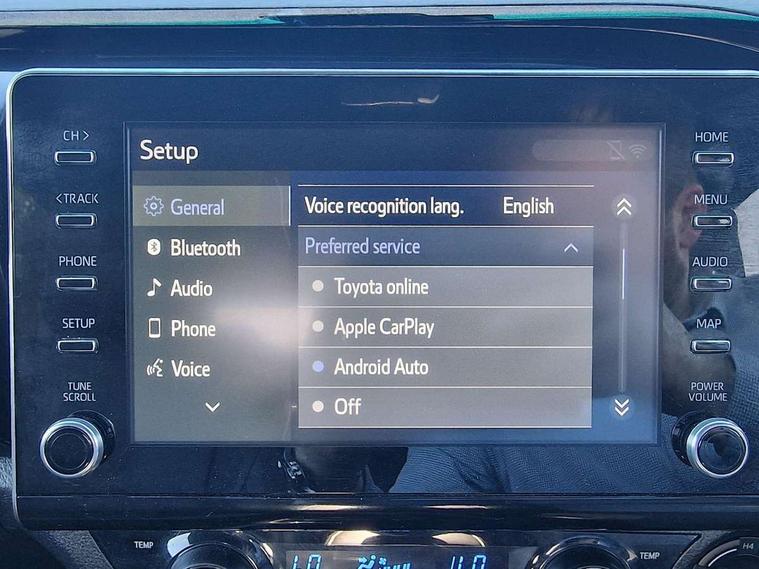 CH >
< TRACK
PHONE
SETUP
TUNE
SCROLL
Setup
General
Bluetooth
Audio
Phone
Voice
Voice recognition lang. English
Preferred service
Toyota online
Apple CarPlay
Android Auto
Off
HOME
MENU
AUDIO
MAP
POWER
VOLUME
TEMP
TEMP
H4